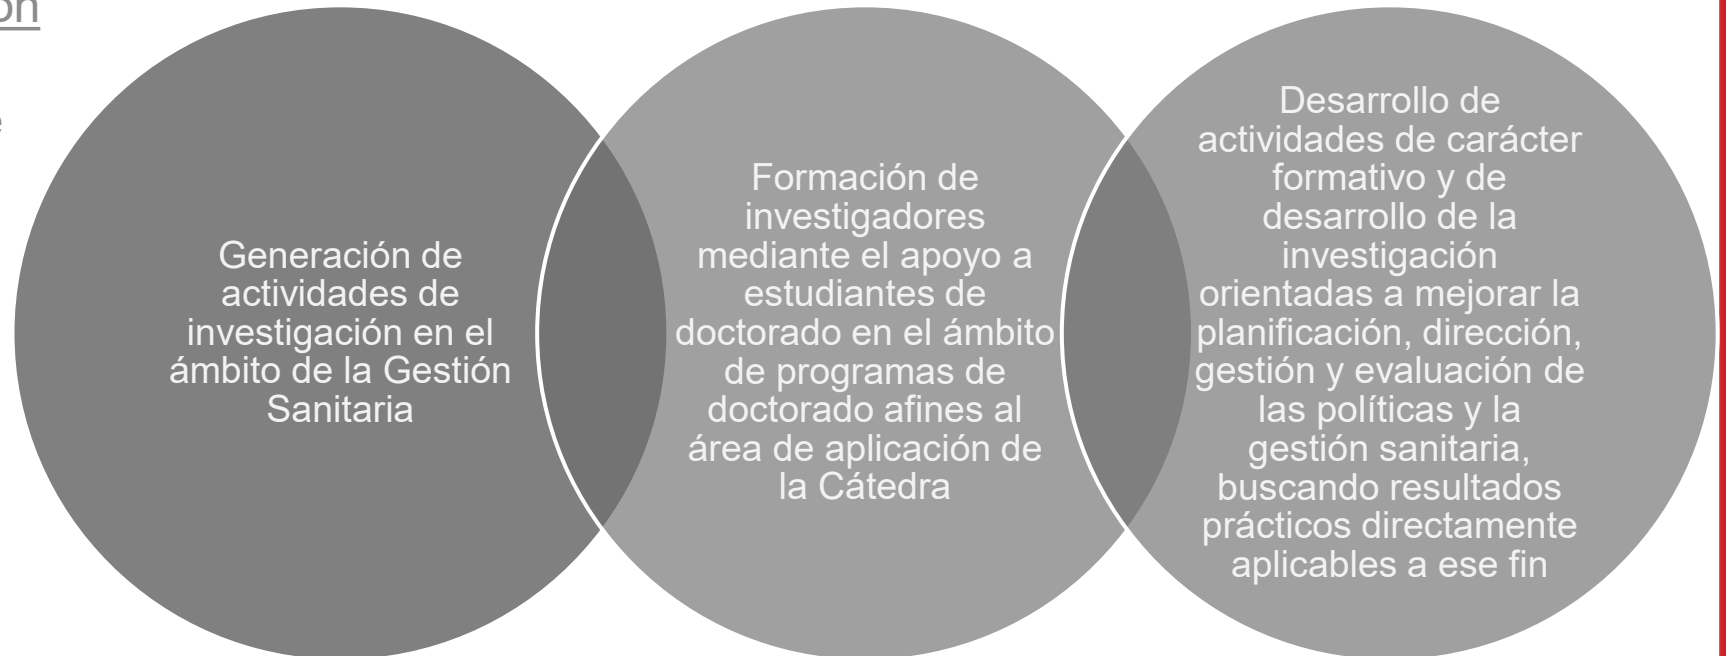 Generación de
actividades de
investigación en el
ámbito de la Gestión
Sanitaria
Formación de
investigadores
mediante el apoyo a
estudiantes de
doctorado en el ámbito
de programas de
doctorado afines al
área de aplicación de
la Cátedra
Desarrollo de
actividades de carácter
formativo y de
desarrollo de la
investigación
orientadas a mejorar la
planificación, dirección,
gestión y evaluación de
las políticas y la
gestión sanitaria,
buscando resultados
prácticos directamente
aplicables a ese fin